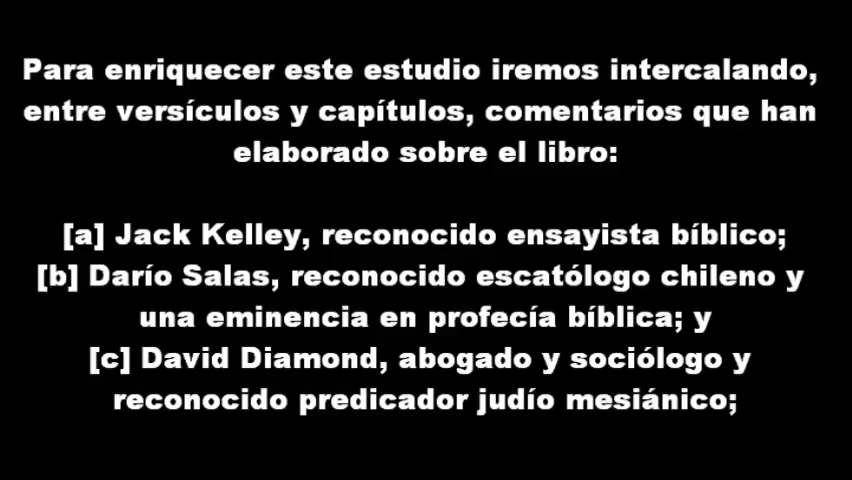 Para enriquecer este estudio iremos intercalando,
entre versículos y capítulos, comentarios que han
elaborado sobre el libro:
[a] Jack Kelley, reconocido ensayista bíblico;
[b] Darío Salas, reconocido escatólogo chileno y
una eminencia en profecía bíblica; y
[c] David Diamond, abogado y sociólogo y
reconocido predicador judío mesiánico;